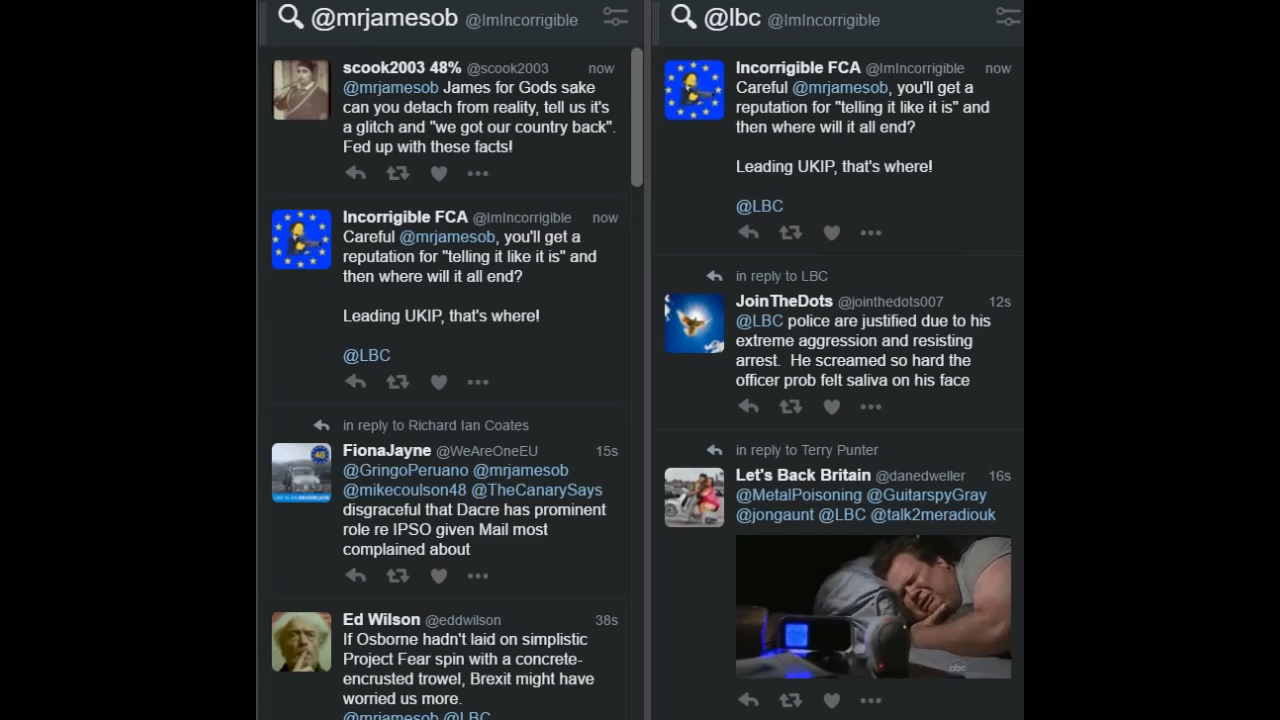 @mrjamesob @ImIncorrigible
scook2003 48% @scook2003 now
@mrjamesob James for Gods sake
can you detach from reality, tell us it's
a glitch and "we got our country back".
Fed up with these facts!
Incorrigible FCA @ImIncorrigible now
Careful @mrjamesob, you'll get a
reputation for "telling it like it is" and
then where will it all end?
Leading UKIP, that's where!
@LBC
in reply to Richard Ian Coates
FionaJayne @WeAreOneEU 15s
@GringoPeruano @mrjamesob
@mikecoulson48 @TheCanarySays
disgraceful that Dacre has prominent
role re IPSO given Mail most
complained about
48
Ed Wilson @eddwilson 38s
If Osborne hadn't laid on simplistic
Project Fear spin with a concrete-
encrusted trowel, Brexit might have
worried us more.
@mrjamesob @LBC
@lbc @ImIncorrigible
Incorrigible FCA @ImIncorrigible now
Careful @mrjamesob, you'll get a
reputation for "telling it like it is" and
then where will it all end?
Leading UKIP, that's where!
@LBC
in reply to LBC
JoinTheDots @jointhedots007 12s
@LBC police are justified due to his
extreme aggression and resisting
arrest. He screamed so hard the
officer prob felt saliva on his face
in reply to Terry Punter
Let's Back Britain @danedweller 16s
@MetalPoisoning @GuitarspyGray
@jongaunt @LBC @talk2meradiouk
abc